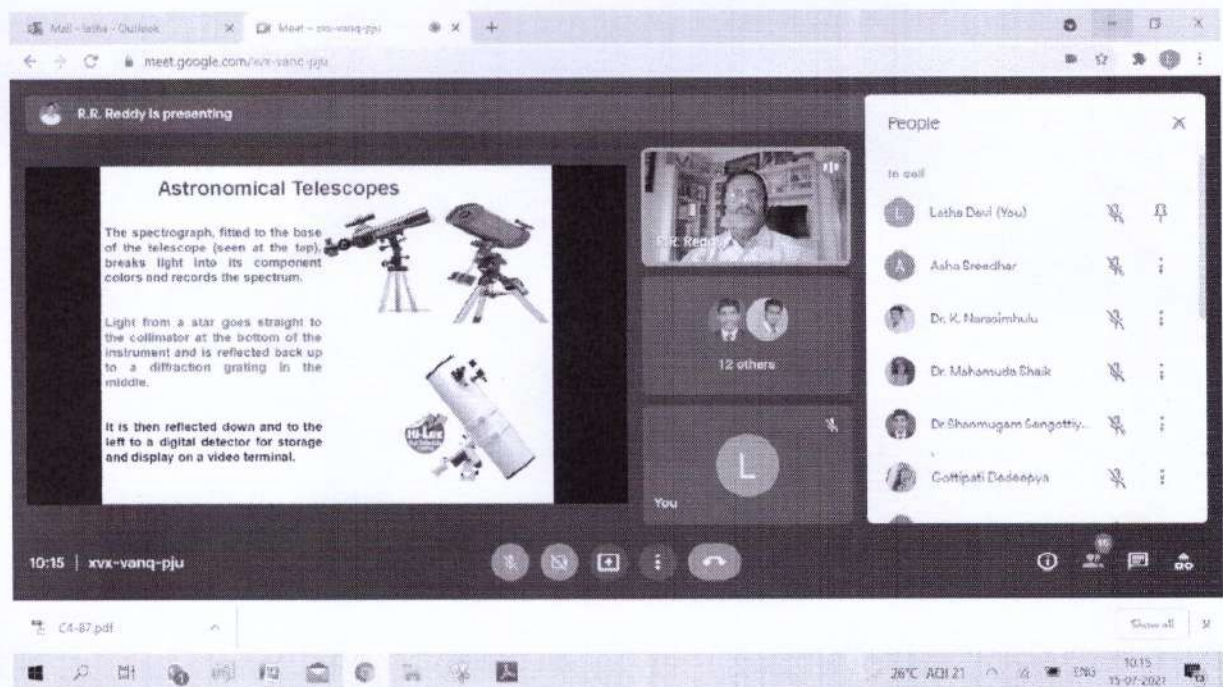 Mail - latha - Outlook
Meet - xvx-vanq-pju
meet.google.com/xvx-vanq-pju
R.R. Reddy is presenting
Astronomical Telescopes
The spectrograph, fitted to the base
of the telescope (seen at the top),
breaks light into its component
colors and records the spectrum.
Light from a star goes straight to
the collimator at the bottom of the
instrument and is reflected back up
to a diffraction grating in the
middle.
It is then reflected down and to the
left to a digital detector for storage
and display on a video terminal.
Hi-Lux
R.R. Reddy
12 others
L
You
People
In call
L Latha Devi (You)
A Asha Sreedhar
Dr. K. Narasimhulu
Dr. Mahamuda Shaik
Dr Shanmugam Sengottiy...
Gottipati Dedeepya
10:15 | xvx-vanq-pju
15
C4-87.pdf
Show all
26°C AQI 21
ENG
10:15
15-07-2021